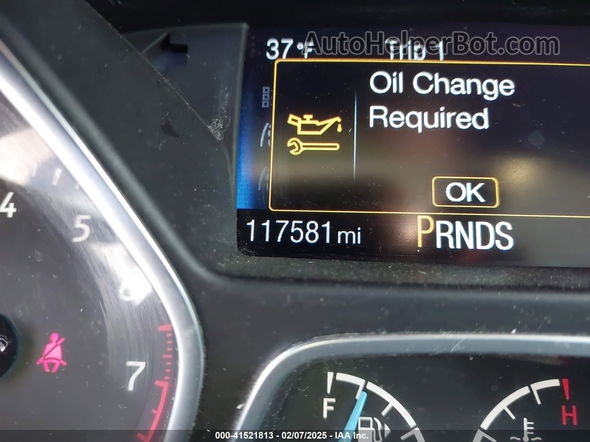 AutoHelperBot.com
37°F Trip 1
Oil Change
Required
OK
117581 mi PRNDS
4
5
6
7
F
H
000-41521813 - 02/07/2025 - IAA Inc.